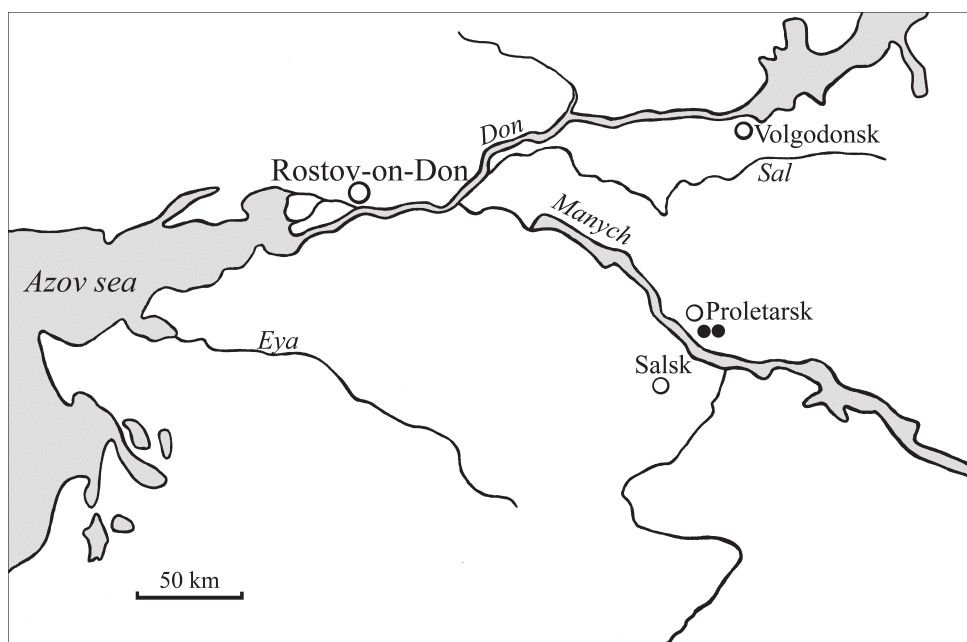 Don
Volgodonsk
Rostov-on-Don
Sal
Manych
Azov sea
Proletarsk
Eya
Salsk
50 km